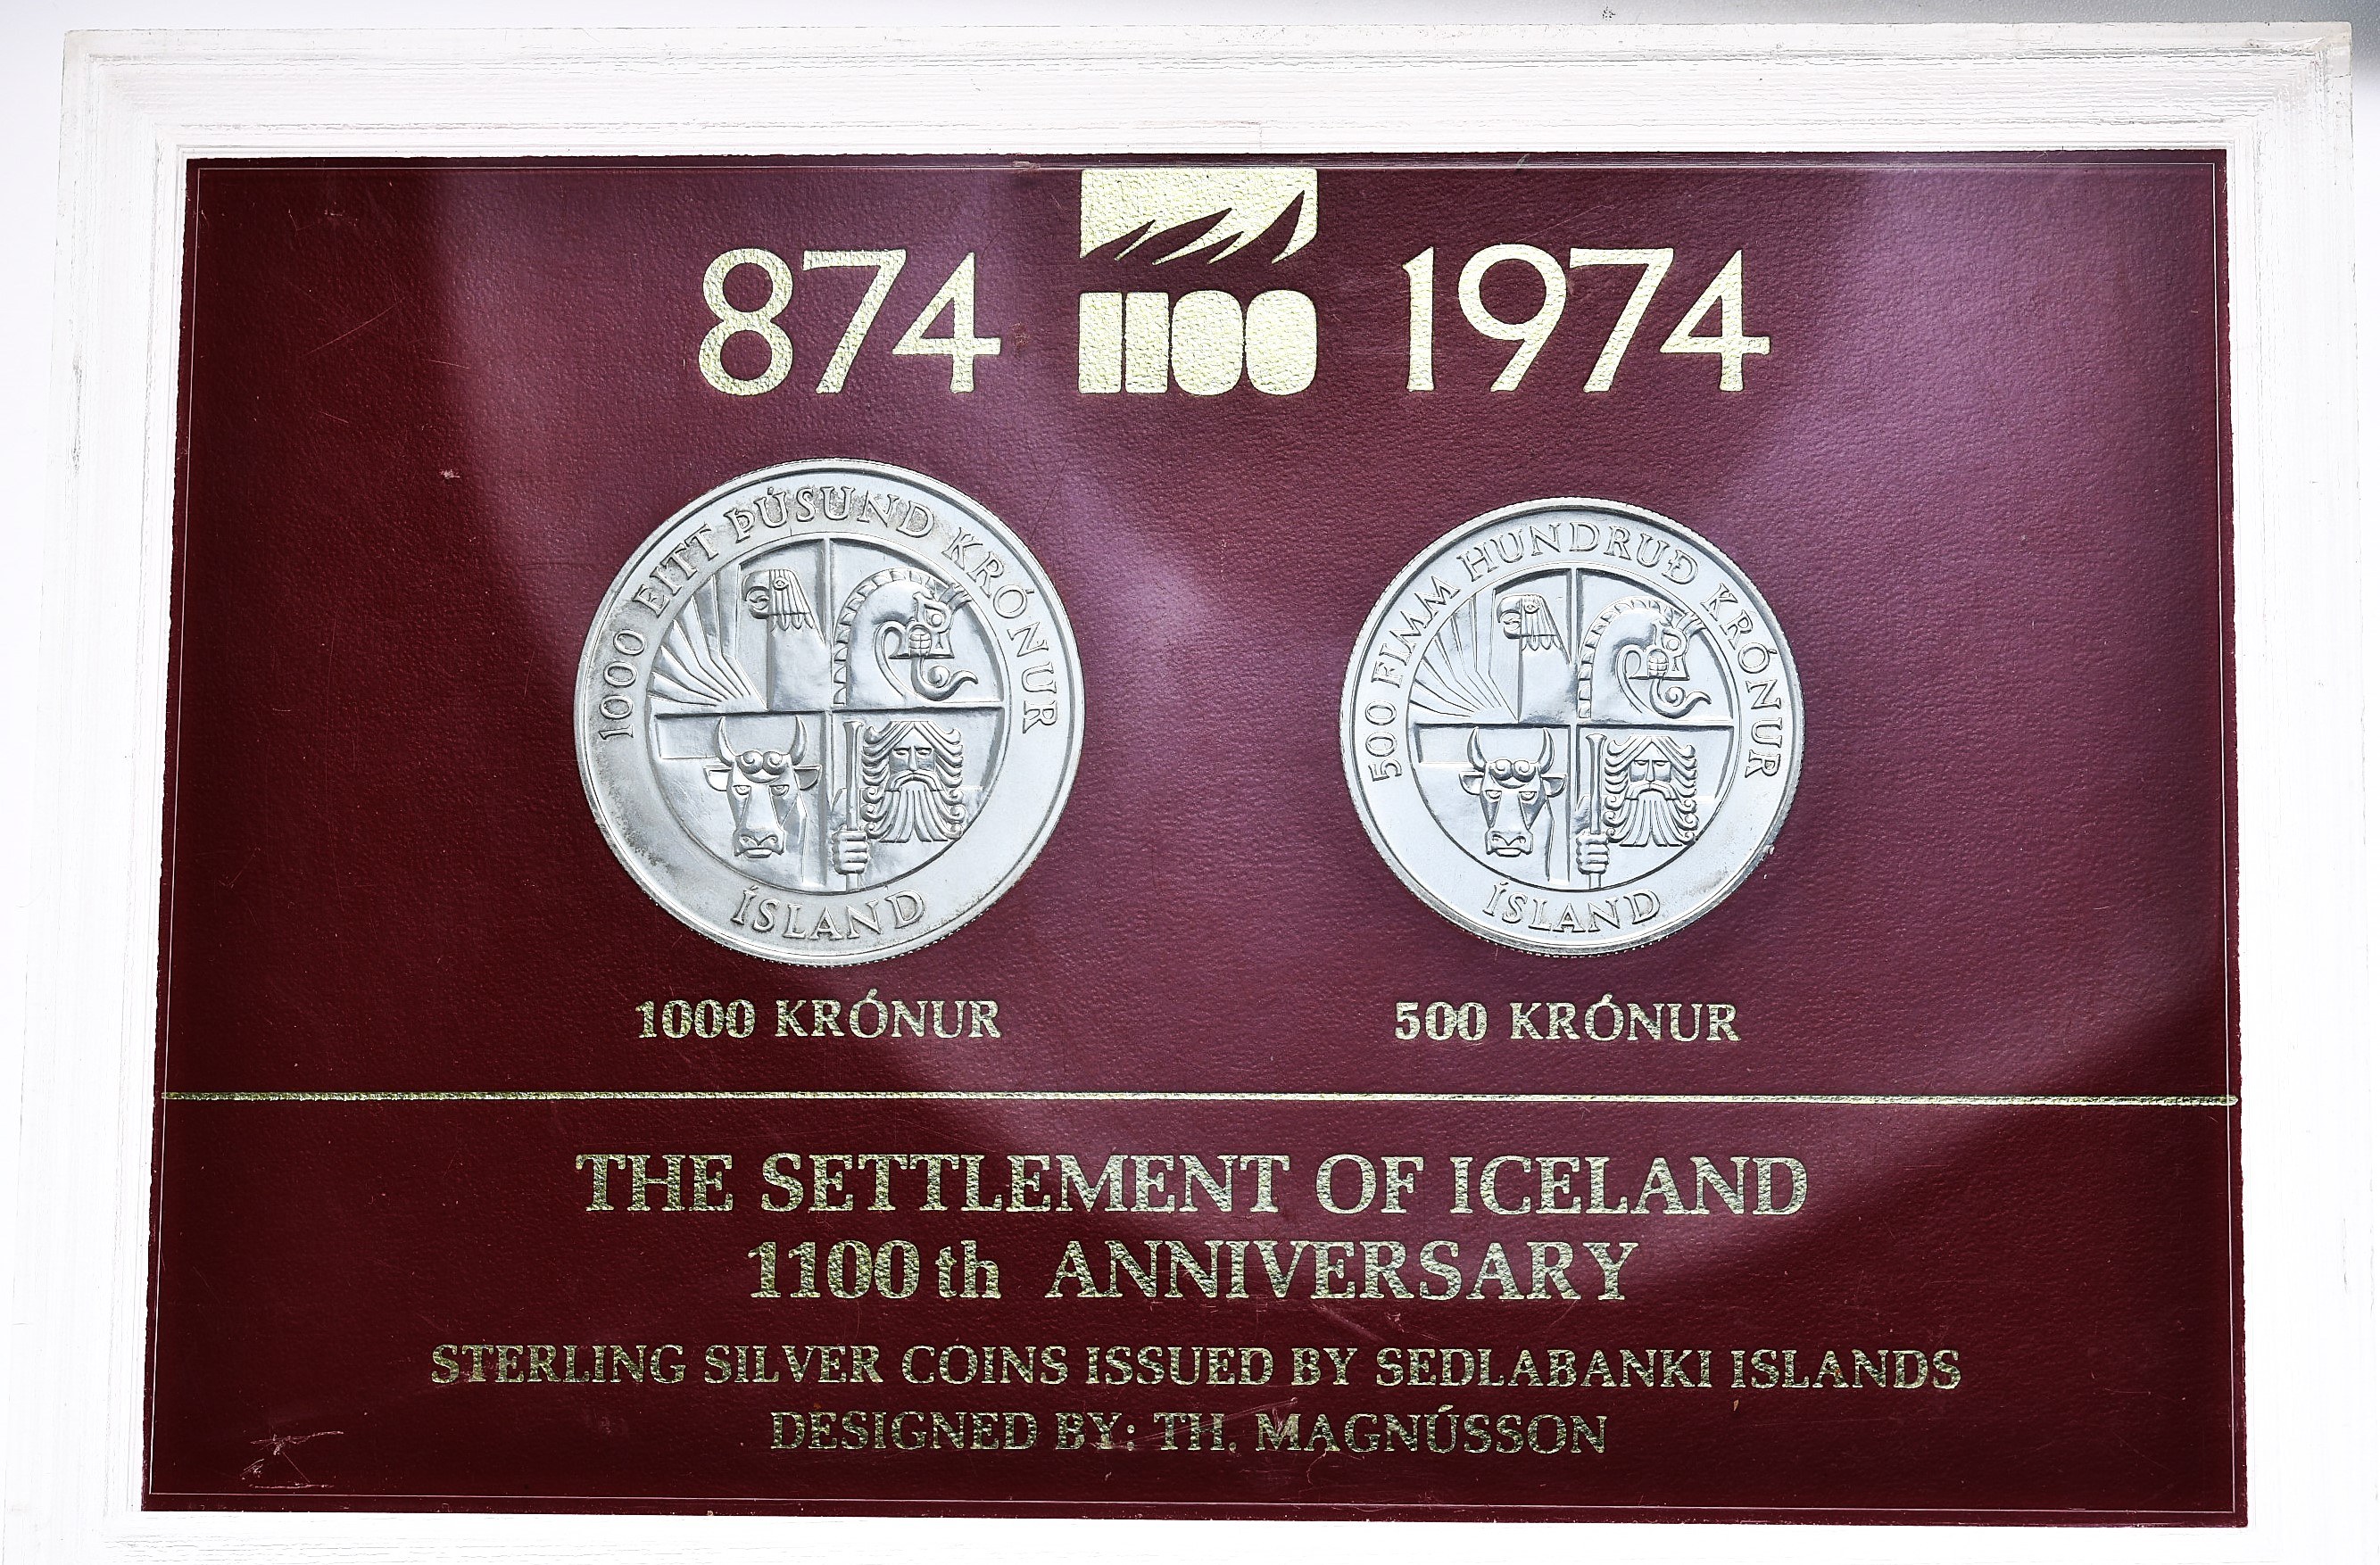 874 1100 1974
1000 EITT ÞÚSUND KRÓNUR
ÍSLAND
500 FIMM HUNDRUÐ KRÓNUR
ÍSLAND
1000 KRÓNUR
500 KRÓNUR
THE SETTLEMENT OF ICELAND
1100th ANNIVERSARY
STERLING SILVER COINS ISSUED BY SEDLABANKI ISLANDS
DESIGNED BY: TH. MAGNÚSSON